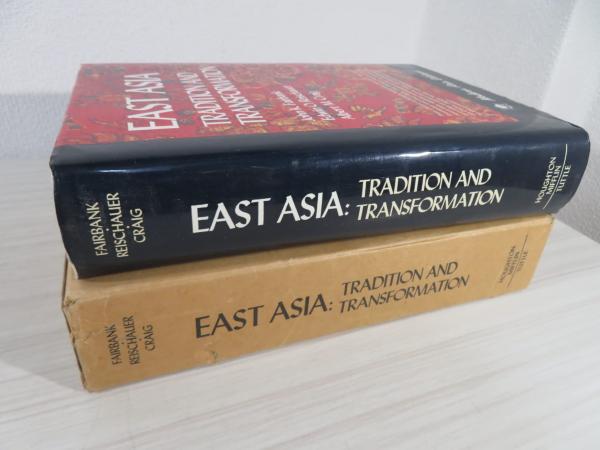 EAST ASIA
TRADITION AND
TRANSFORMATION
FAIRBANK
REISCHAUER
CRAIG
EAST ASIA: TRADITION AND
TRANSFORMATION
HOUGHTON
MIFFLIN
TUTTLE
FAIRBANK
REISCHAUER
CRAIG
EAST ASIA: TRADITION AND
TRANSFORMATION
HOUGHTON
MIFFLIN
TUTTLE